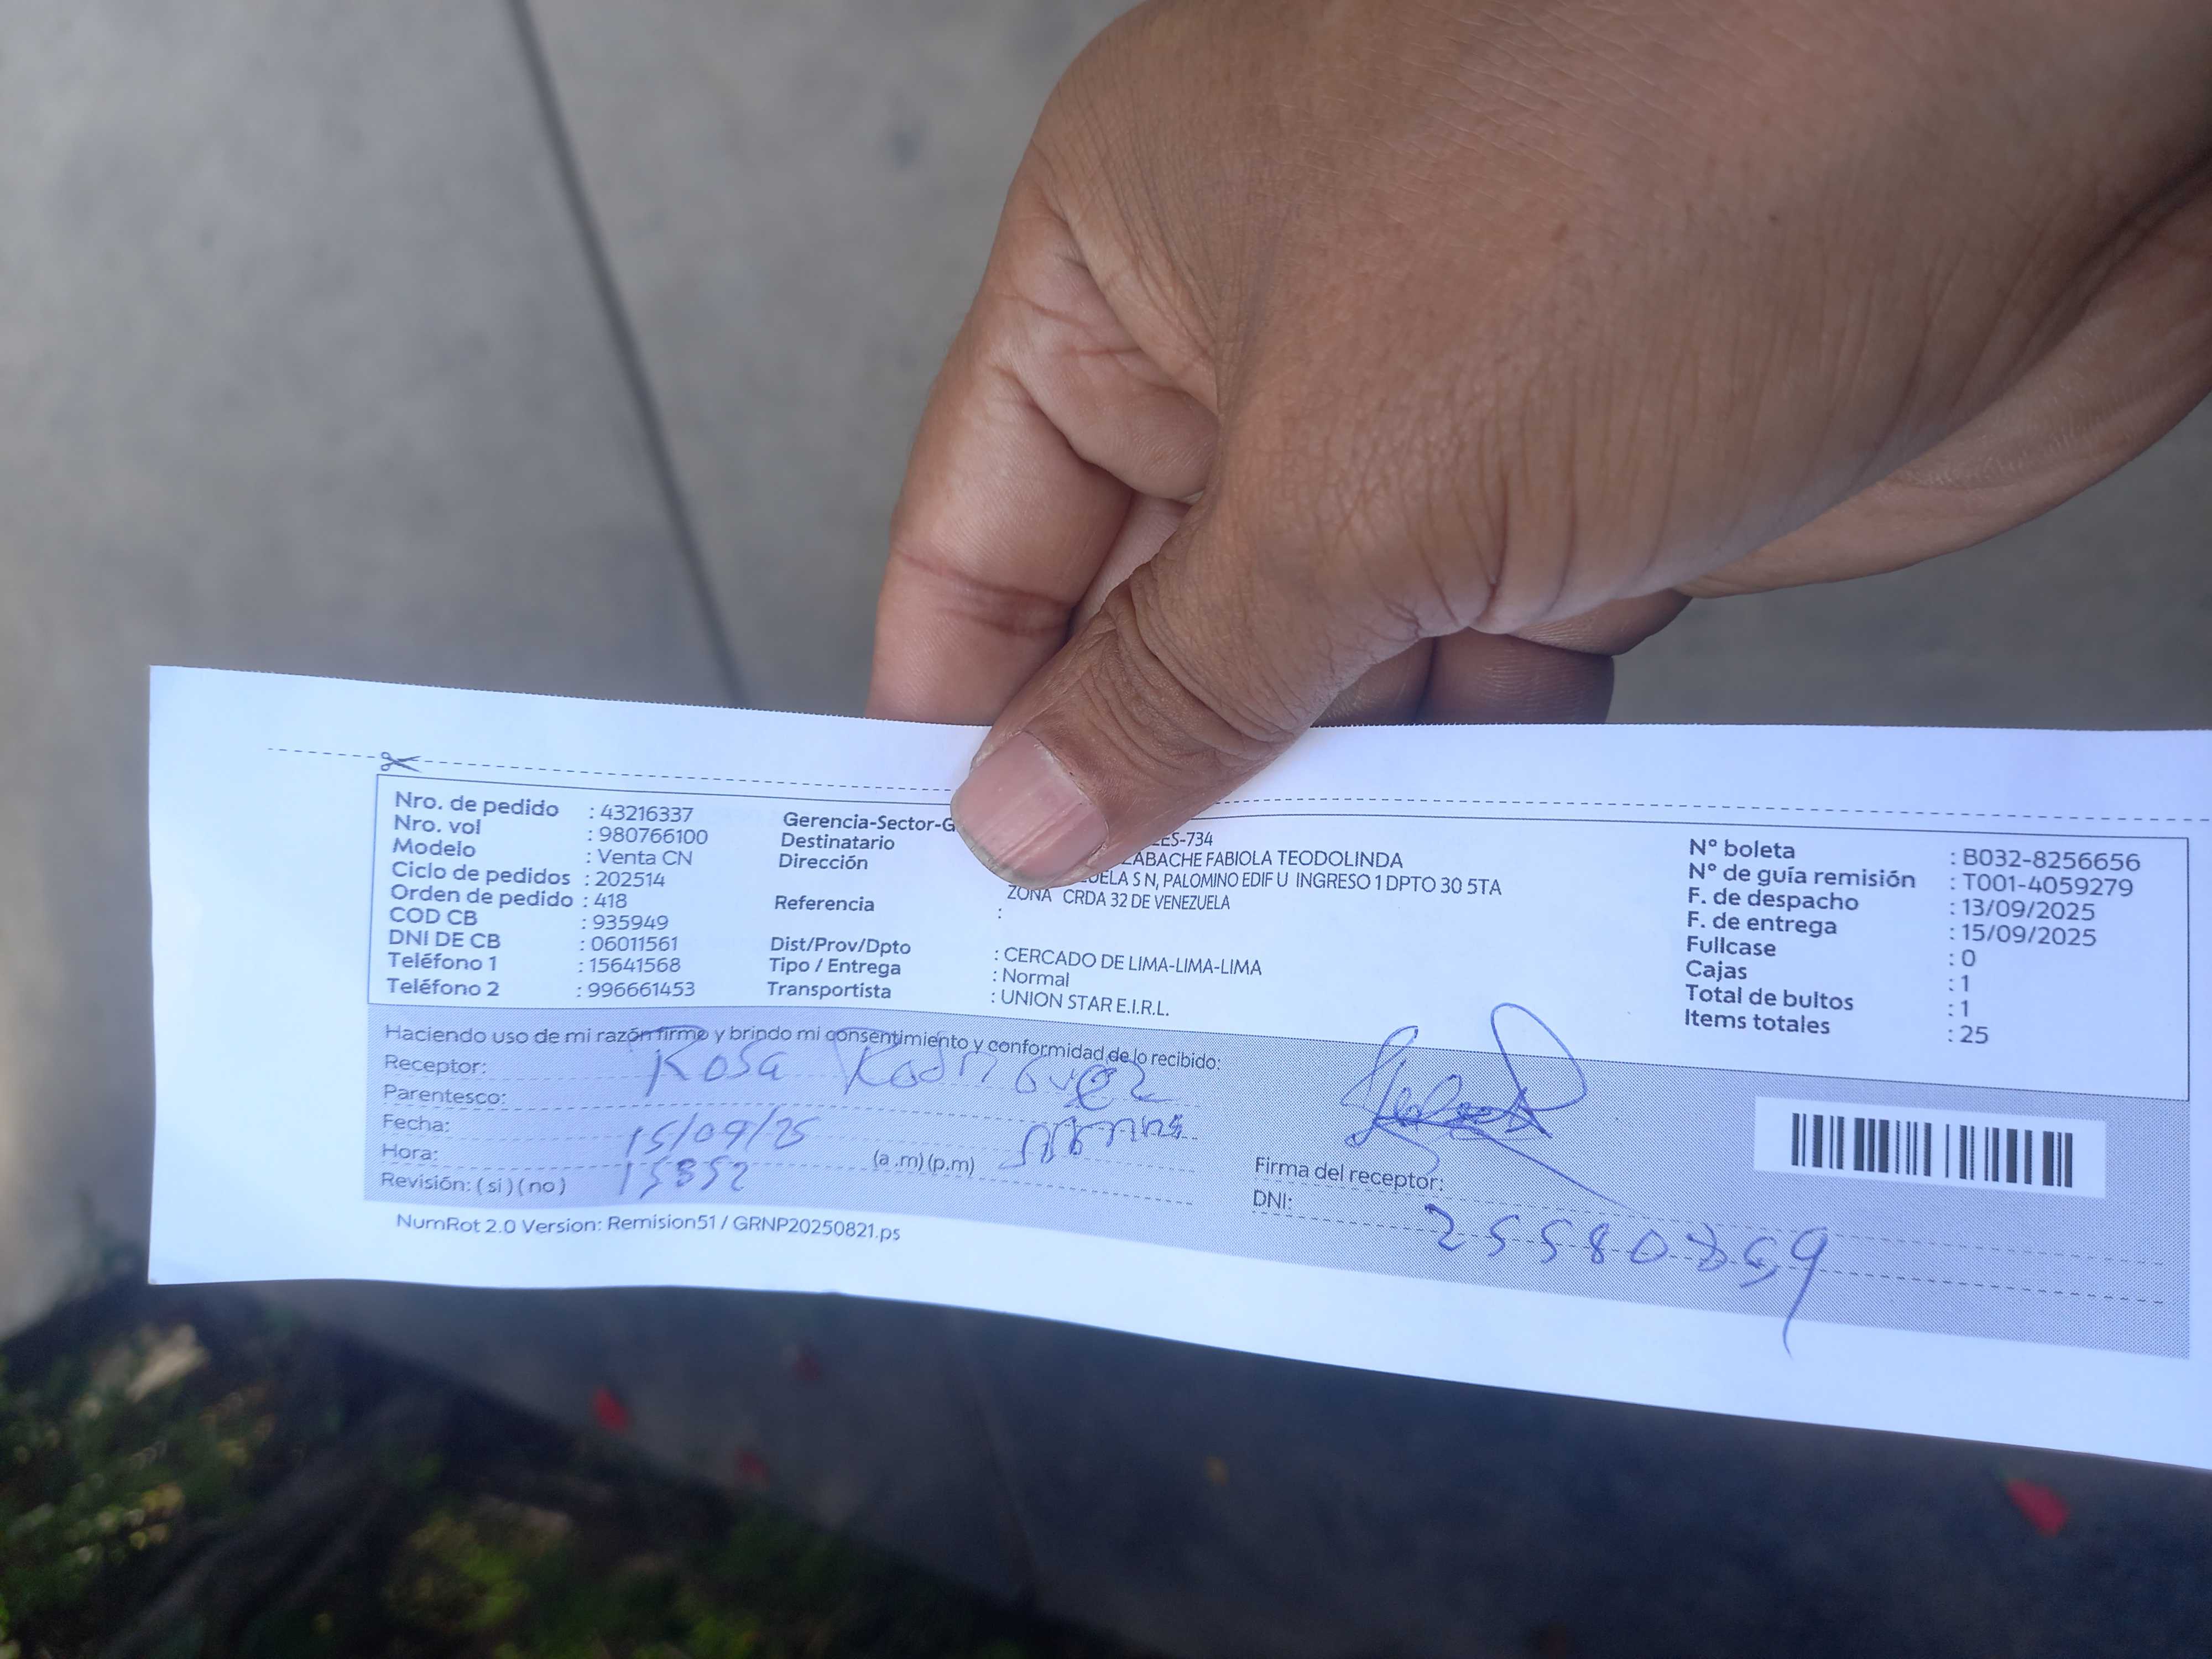 Nro. de pedido : 43216337
Nro. vol : 980766100
Modelo : Venta CN
Ciclo de pedidos : 202514
Orden de pedido : 418
COD CB : 935949
DNI DE CB : 06011561
Teléfono 1 : 15641568
Teléfono 2 : 996661453
Gerencia-Sector-G ES-734
Destinatario ABACHE FABIOLA TEODOLINDA
Dirección UELA S N, PALOMINO EDIF U INGRESO 1 DPTO 30 5TA
ZONA CRDA 32 DE VENEZUELA
Referencia :
Dist/Prov/Dpto : CERCADO DE LIMA-LIMA-LIMA
Tipo / Entrega : Normal
Transportista : UNION STAR E.I.R.L.
N° boleta : B032-8256656
N° de guía remisión : T001-4059279
F. de despacho : 13/09/2025
F. de entrega : 15/09/2025
Fullcase : 0
Cajas : 1
Total de bultos : 1
Items totales : 25
Haciendo uso de mi razón firmo y brindo mi consentimiento y conformidad de lo recibido:
Receptor: Rosa Rodriguez
Parentesco:
Fecha: 15/09/25
Hora: (a .m) (p.m)
Revisión: ( si ) ( no )
Firma del receptor:
DNI:
NumRot 2.0 Version: Remision51 / GRNP20250821.ps